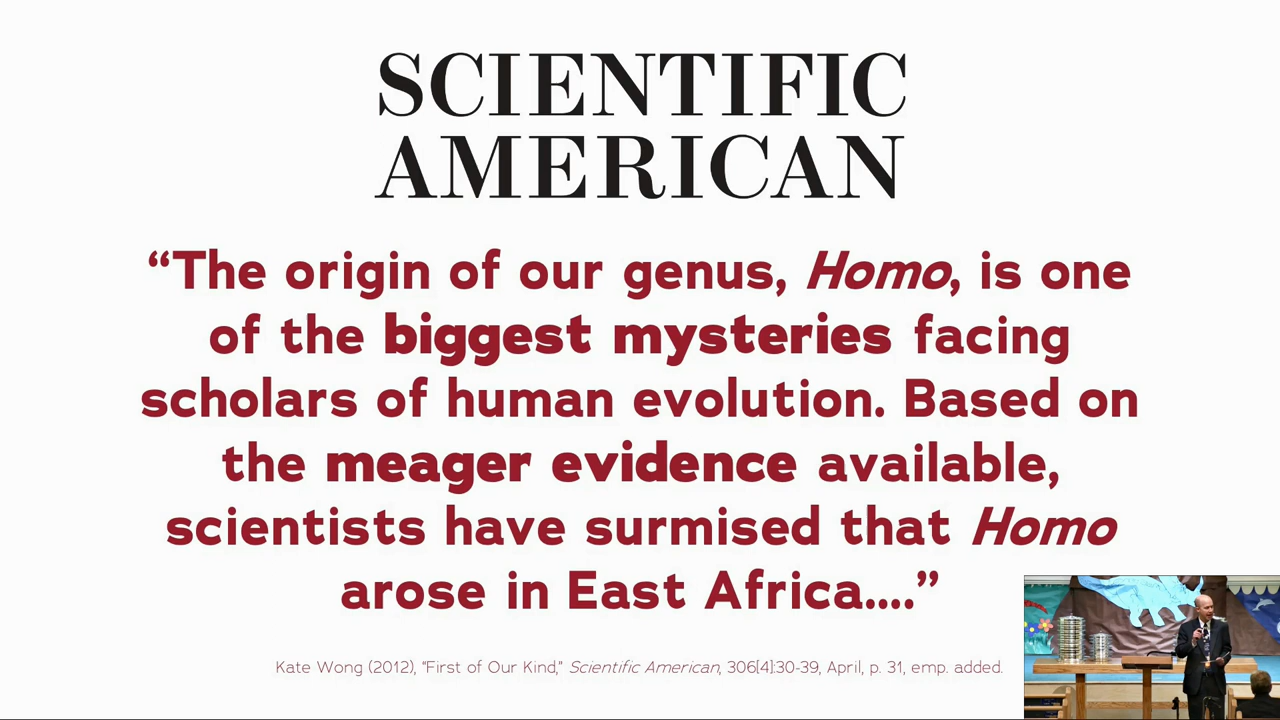 SCIENTIFIC
AMERICAN
“The origin of our genus, Homo, is one
of the biggest mysteries facing
scholars of human evolution. Based on
the meager evidence available,
scientists have surmised that Homo
arose in East Africa....”
Kate Wong (2012), “First of Our Kind,” Scientific American, 306[4]:30-39, April, p. 31, emp. added.